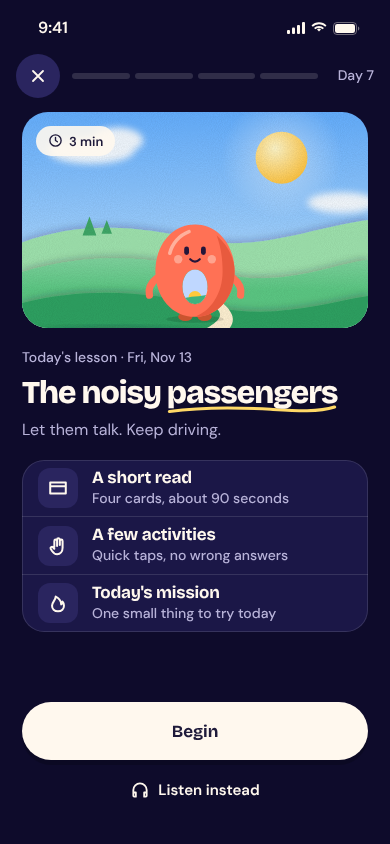 9:41
Day 7
3 min
Today's lesson · Fri, Nov 13
The noisy passengers
Let them talk. Keep driving.
A short read
Four cards, about 90 seconds
A few activities
Quick taps, no wrong answers
Today's mission
One small thing to try today
Begin
Listen instead